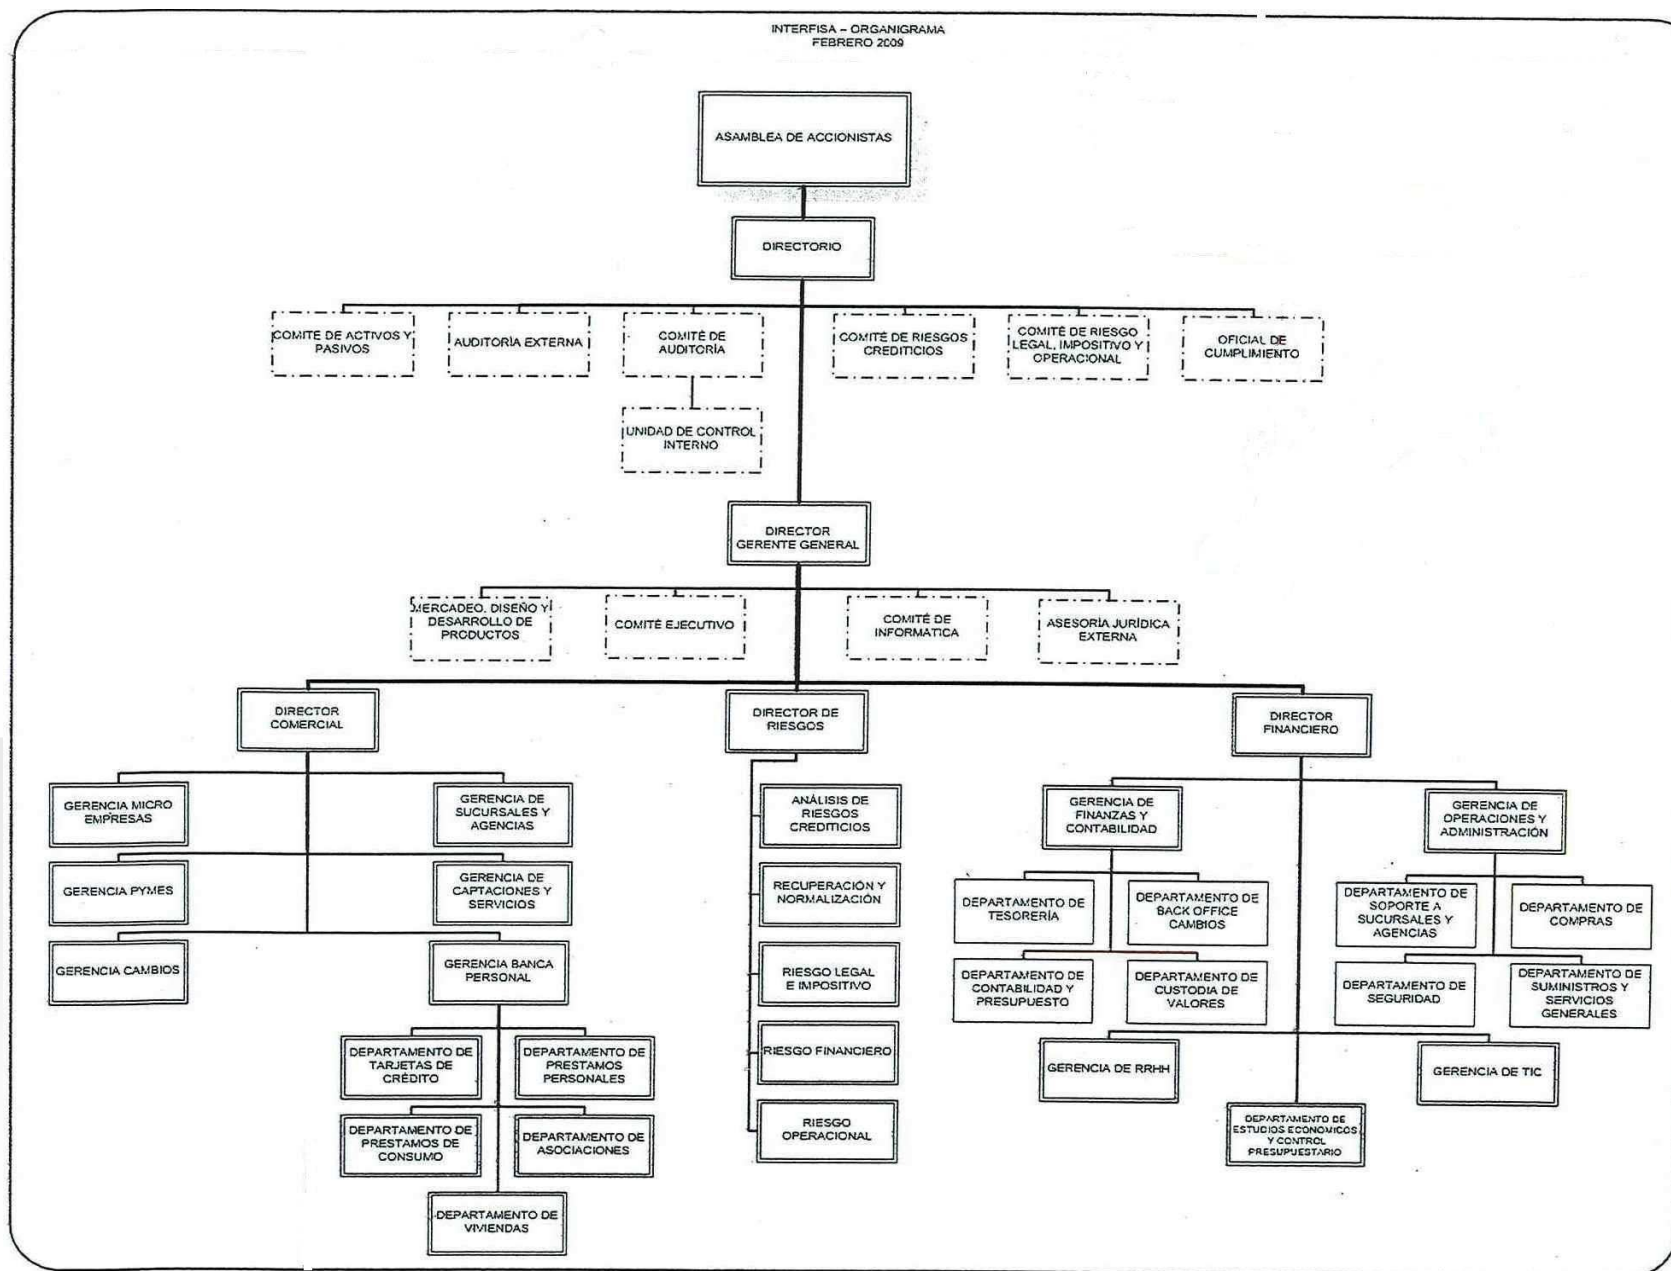 INTERFISA – ORGANIGRAMA
FEBRERO 2009
ASAMBLEA DE ACCIONISTAS
DIRECTORIO
COMITÉ DE ACTIVOS Y
PASIVOS
AUDITORÍA EXTERNA
COMITÉ DE
AUDITORÍA
COMITÉ DE RIESGOS
CREDITICIOS
COMITÉ DE RIESGO
LEGAL, IMPOSITIVO Y
OPERACIONAL
OFICIAL DE
CUMPLIMIENTO
UNIDAD DE CONTROL
INTERNO
DIRECTOR
GERENTE GENERAL
MERCADEO, DISEÑO Y
DESARROLLO DE
PRODUCTOS
COMITÉ EJECUTIVO
COMITÉ DE
INFORMATICA
ASESORÍA JURÍDICA
EXTERNA
DIRECTOR
COMERCIAL
DIRECTOR DE
RIESGOS
DIRECTOR
FINANCIERO
GERENCIA MICRO
EMPRESAS
GERENCIA DE
SUCURSALES Y
AGENCIAS
GERENCIA PYMES
GERENCIA DE
CAPTACIONES Y
SERVICIOS
GERENCIA CAMBIOS
GERENCIA BANCA
PERSONAL
DEPARTAMENTO DE
TARJETAS DE
CRÉDITO
DEPARTAMENTO DE
PRESTAMOS
PERSONALES
DEPARTAMENTO DE
PRESTAMOS DE
CONSUMO
DEPARTAMENTO DE
ASOCIACIONES
DEPARTAMENTO DE
VIVIENDAS
ANÁLISIS DE
RIESGOS
CREDITICIOS
RECUPERACIÓN Y
NORMALIZACIÓN
RIESGO LEGAL
E IMPOSITIVO
RIESGO FINANCIERO
RIESGO
OPERACIONAL
GERENCIA DE
FINANZAS Y
CONTABILIDAD
GERENCIA DE
OPERACIONES Y
ADMINISTRACIÓN
DEPARTAMENTO DE
TESORERÍA
DEPARTAMENTO DE
BACK OFFICE
CAMBIOS
DEPARTAMENTO DE
SOPORTE A
SUCURSALES Y
AGENCIAS
DEPARTAMENTO DE
COMPRAS
DEPARTAMENTO DE
CONTABILIDAD Y
PRESUPUESTO
DEPARTAMENTO DE
CUSTODIA DE
VALORES
DEPARTAMENTO DE
SEGURIDAD
DEPARTAMENTO DE
SUMINISTROS Y
SERVICIOS
GENERALES
GERENCIA DE RRHH
GERENCIA DE TIC
DEPARTAMENTO DE
ESTUDIOS ECONOMICOS
Y CONTROL
PRESUPUESTARIO